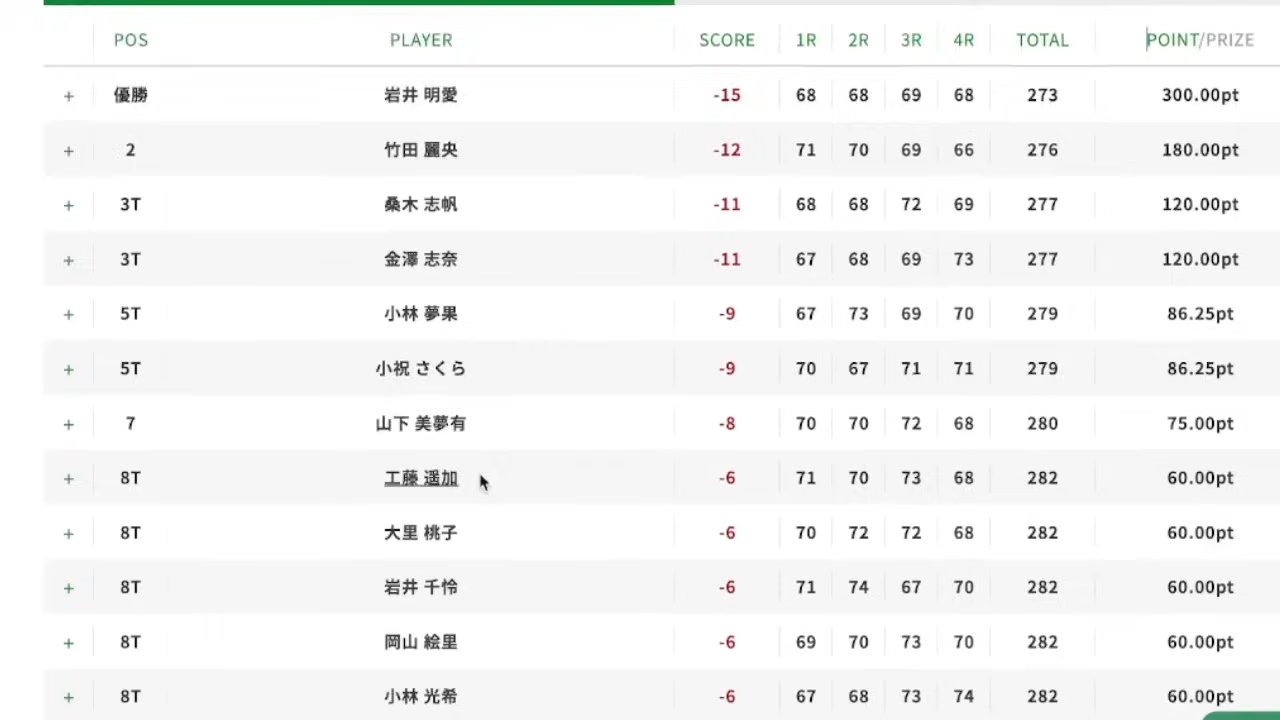 POS PLAYER SCORE 1R 2R 3R 4R TOTAL POINT/PRIZE
+ 優勝 岩井 明愛 -15 68 68 69 68 273 300.00pt
+ 2 竹田 麗央 -12 71 70 69 66 276 180.00pt
+ 3T 桑木 志帆 -11 68 68 72 69 277 120.00pt
+ 3T 金澤 志奈 -11 67 68 69 73 277 120.00pt
+ 5T 小林 夢果 -9 67 73 69 70 279 86.25pt
+ 5T 小祝 さくら -9 70 67 71 71 279 86.25pt
+ 7 山下 美夢有 -8 70 70 72 68 280 75.00pt
+ 8T 工藤 遥加 -6 71 70 73 68 282 60.00pt
+ 8T 大里 桃子 -6 70 72 72 68 282 60.00pt
+ 8T 岩井 千怜 -6 71 74 67 70 282 60.00pt
+ 8T 岡山 絵里 -6 69 70 73 70 282 60.00pt
+ 8T 小林 光希 -6 67 68 73 74 282 60.00pt